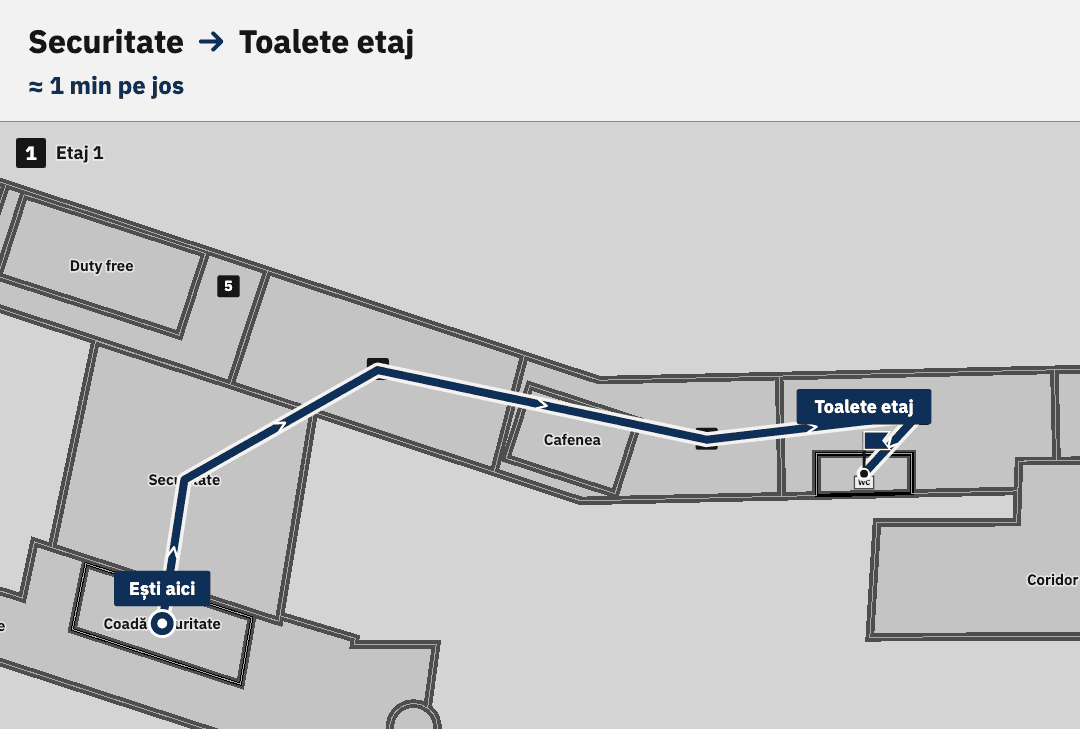 Securitate → Toalete etaj
≈ 1 min pe jos
1 Etaj 1
Duty free
5
Toalete etaj
Cafenea
WC
Coridor
Ești aici